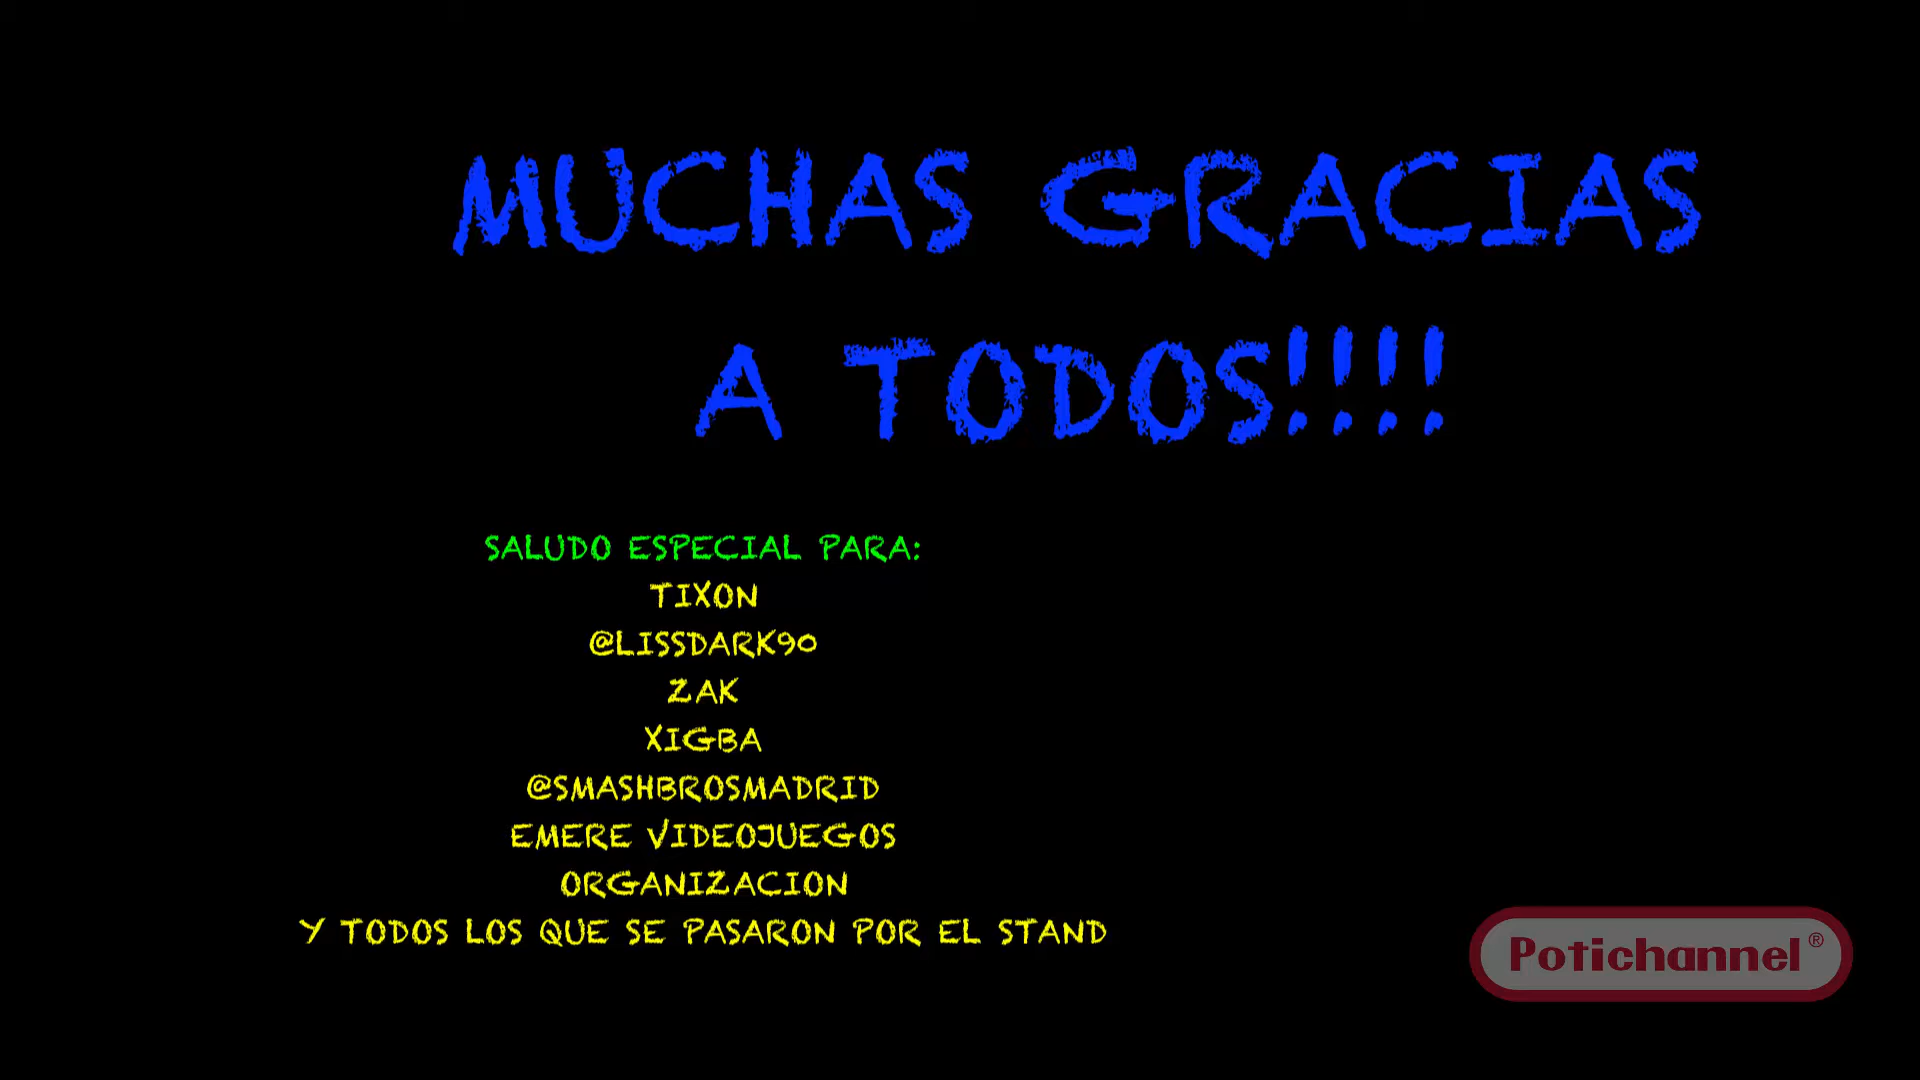 MUCHAS GRACIAS
A TODOS!!!!
SALUDO ESPECIAL PARA:
TIXON
@LISSDARK90
ZAK
XIGBA
@SMASHBROSMADRID
EMERE VIDEOJUEGOS
ORGANIZACION
Y TODOS LOS QUE SE PASARON POR EL STAND
Potichannel®